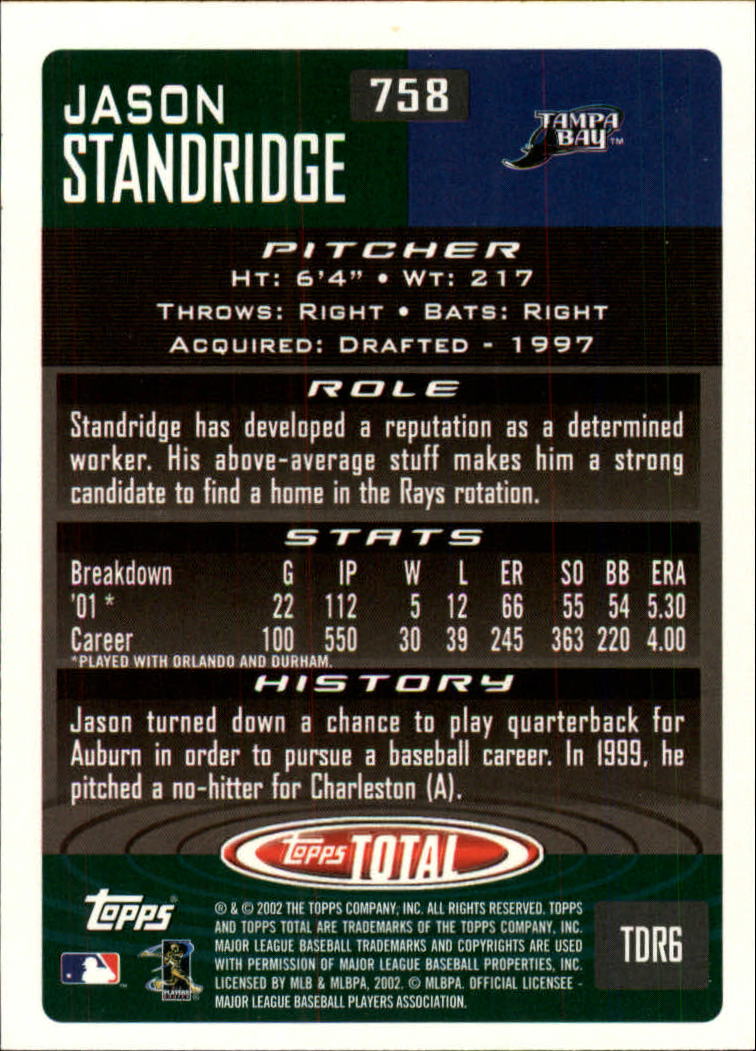 758
JASON
STANDRIDGE
TAMPA
BAY™
PITCHER
HT: 6'4" • WT: 217
THROWS: RIGHT • BATS: RIGHT
ACQUIRED: DRAFTED - 1997
ROLE
Standridge has developed a reputation as a determined
worker. His above-average stuff makes him a strong
candidate to find a home in the Rays rotation.
STATS
Breakdown G IP W L ER SO BB ERA
'01 * 22 112 5 12 66 55 54 5.30
Career 100 550 30 39 245 363 220 4.00
*PLAYED WITH ORLANDO AND DURHAM.
HISTORY
Jason turned down a chance to play quarterback for
Auburn in order to pursue a baseball career. In 1999, he
pitched a no-hitter for Charleston (A).
Topps TOTAL
Topps®
® & © 2002 THE TOPPS COMPANY, INC. ALL RIGHTS RESERVED. TOPPS
AND TOPPS TOTAL ARE TRADEMARKS OF THE TOPPS COMPANY, INC.
MAJOR LEAGUE BASEBALL TRADEMARKS AND COPYRIGHTS ARE USED
WITH PERMISSION OF MAJOR LEAGUE BASEBALL PROPERTIES, INC.
LICENSED BY MLB & MLBPA, 2002. © MLBPA. OFFICIAL LICENSEE -
MAJOR LEAGUE BASEBALL PLAYERS ASSOCIATION.
TDR6
PLAYERS